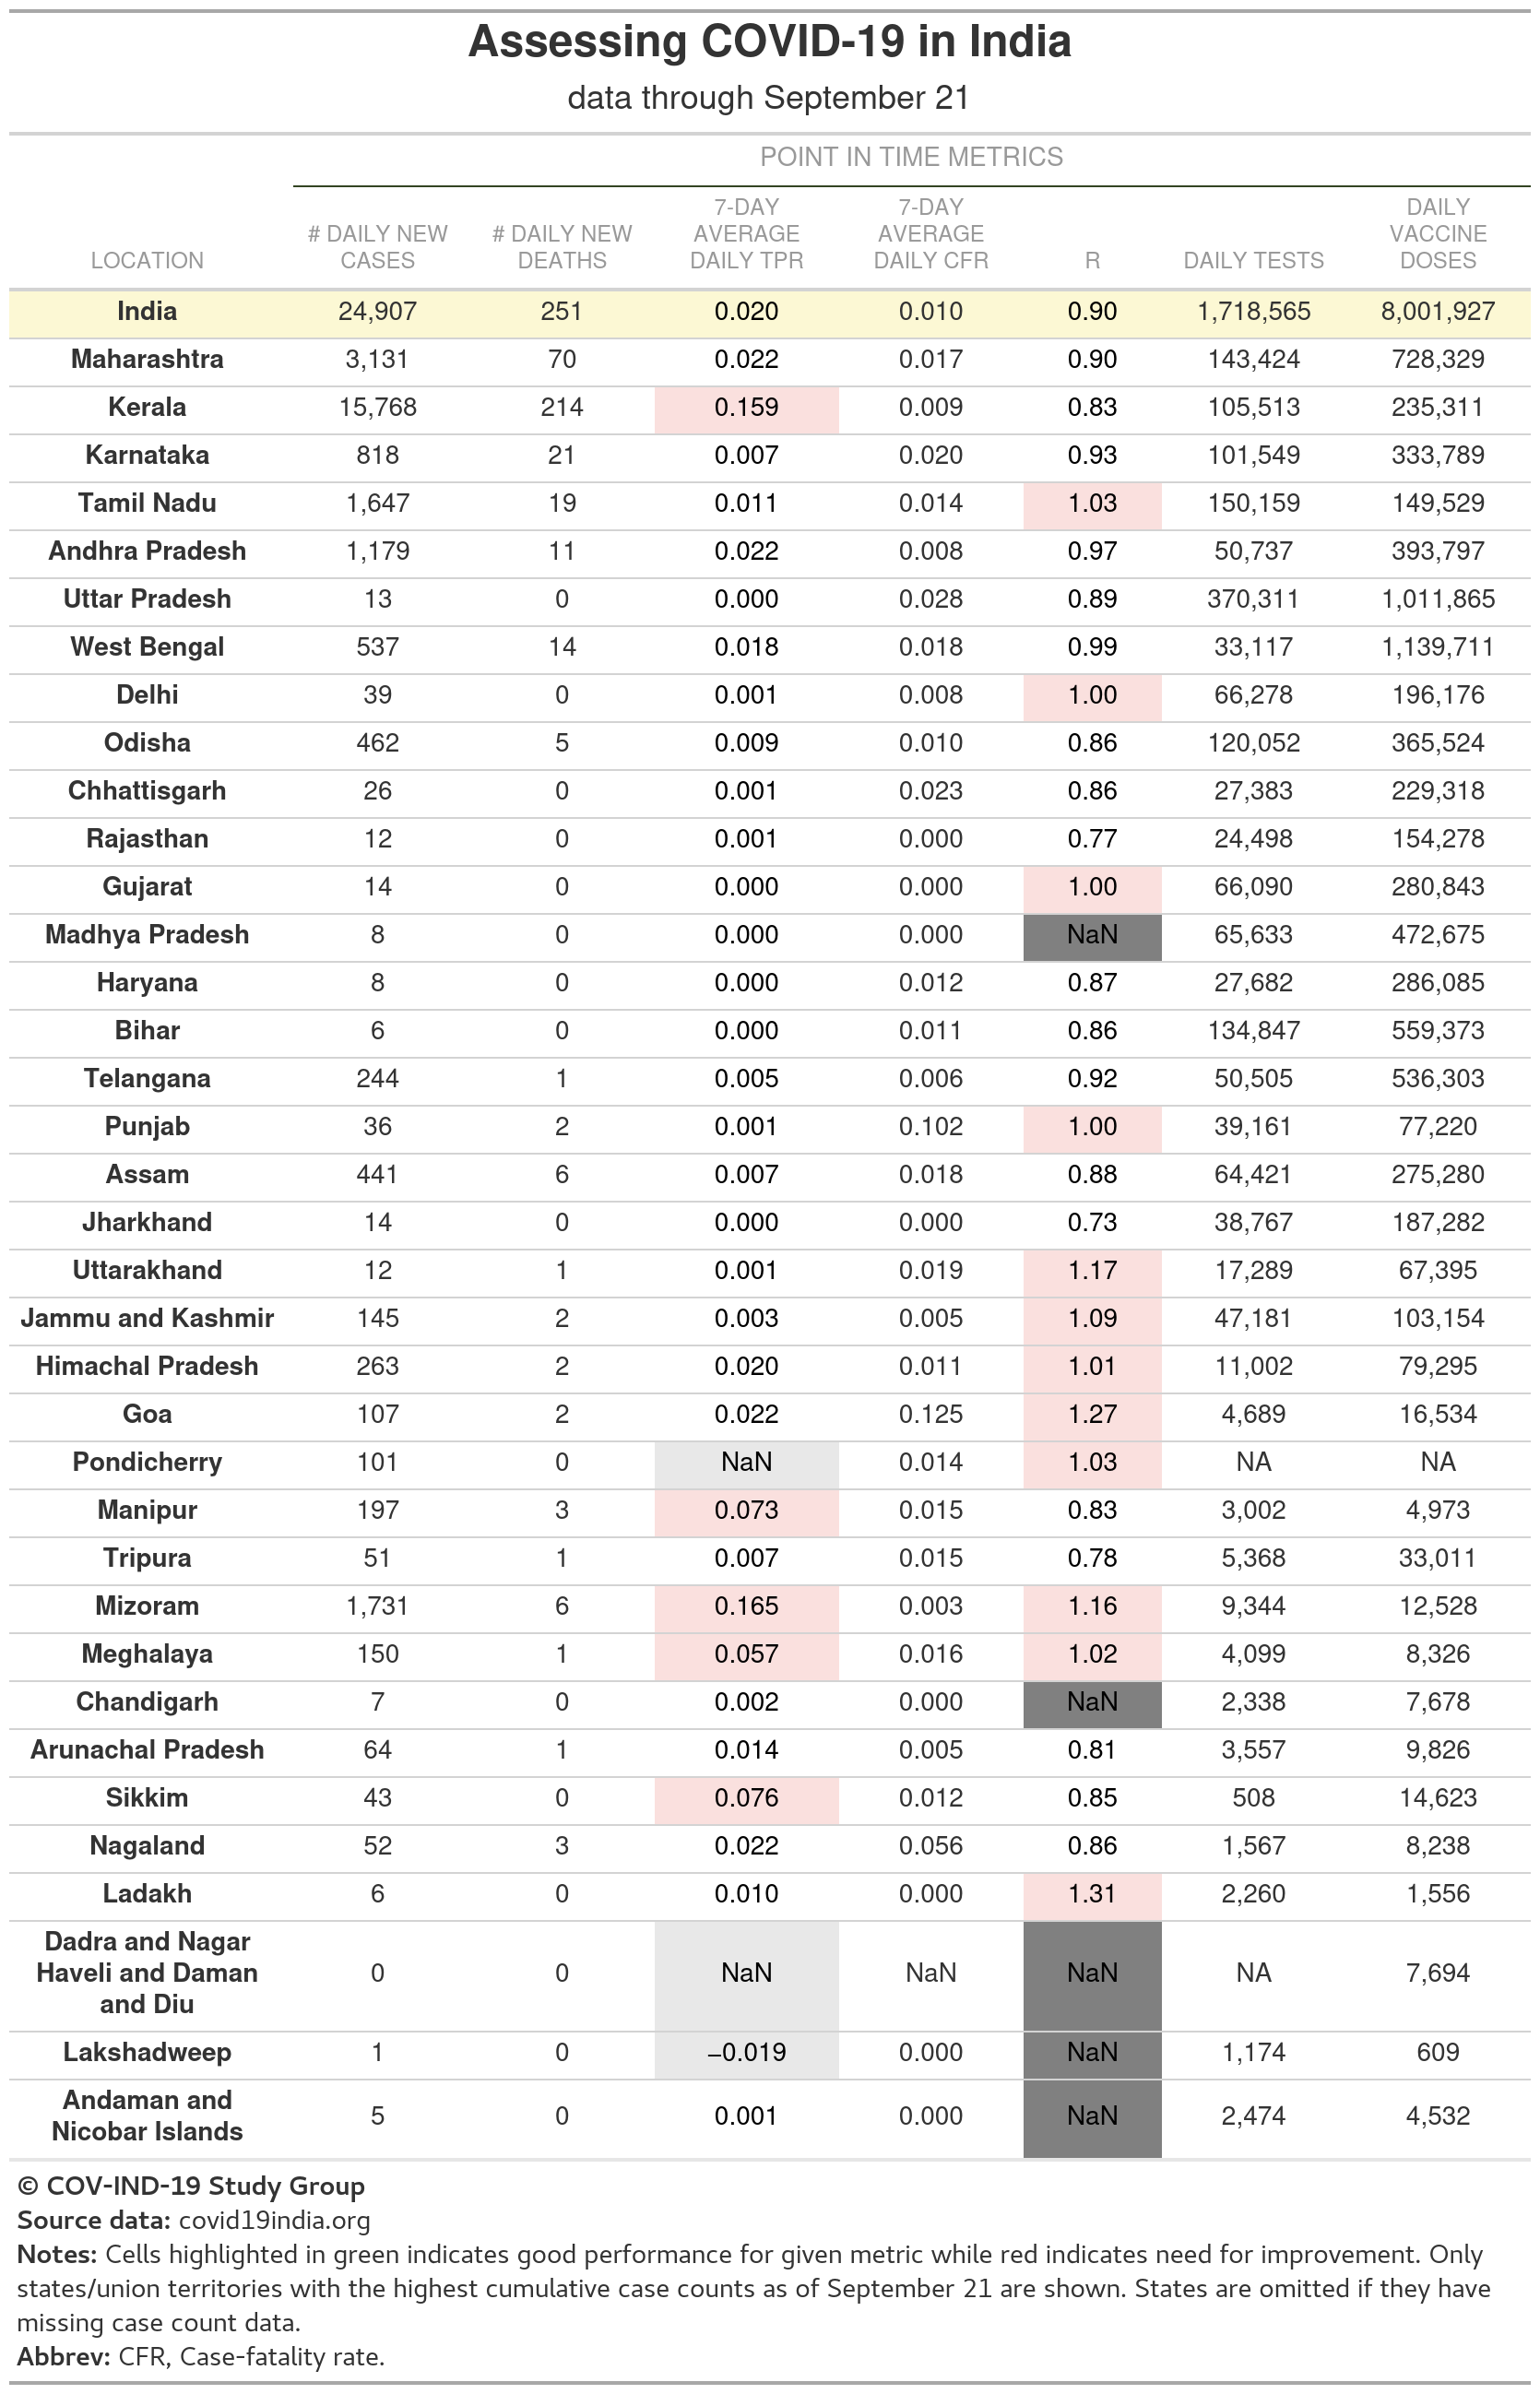 Assessing COVID-19 in India
data through September 21
POINT IN TIME METRICS
LOCATION # DAILY NEW CASES # DAILY NEW DEATHS 7-DAY AVERAGE DAILY TPR 7-DAY AVERAGE DAILY CFR R DAILY TESTS DAILY VACCINE DOSES
India 24,907 251 0.020 0.010 0.90 1,718,565 8,001,927
Maharashtra 3,131 70 0.022 0.017 0.90 143,424 728,329
Kerala 15,768 214 0.159 0.009 0.83 105,513 235,311
Karnataka 818 21 0.007 0.020 0.93 101,549 333,789
Tamil Nadu 1,647 19 0.011 0.014 1.03 150,159 149,529
Andhra Pradesh 1,179 11 0.022 0.008 0.97 50,737 393,797
Uttar Pradesh 13 0 0.000 0.028 0.89 370,311 1,011,865
West Bengal 537 14 0.018 0.018 0.99 33,117 1,139,711
Delhi 39 0 0.001 0.008 1.00 66,278 196,176
Odisha 462 5 0.009 0.010 0.86 120,052 365,524
Chhattisgarh 26 0 0.001 0.023 0.86 27,383 229,318
Rajasthan 12 0 0.001 0.000 0.77 24,498 154,278
Gujarat 14 0 0.000 0.000 1.00 66,090 280,843
Madhya Pradesh 8 0 0.000 0.000 NaN 65,633 472,675
Haryana 8 0 0.000 0.012 0.87 27,682 286,085
Bihar 6 0 0.000 0.011 0.86 134,847 559,373
Telangana 244 1 0.005 0.006 0.92 50,505 536,303
Punjab 36 2 0.001 0.102 1.00 39,161 77,220
Assam 441 6 0.007 0.018 0.88 64,421 275,280
Jharkhand 14 0 0.000 0.000 0.73 38,767 187,282
Uttarakhand 12 1 0.001 0.019 1.17 17,289 67,395
Jammu and Kashmir 145 2 0.003 0.005 1.09 47,181 103,154
Himachal Pradesh 263 2 0.020 0.011 1.01 11,002 79,295
Goa 107 2 0.022 0.125 1.27 4,689 16,534
Pondicherry 101 0 NaN 0.014 1.03 NA NA
Manipur 197 3 0.073 0.015 0.83 3,002 4,973
Tripura 51 1 0.007 0.015 0.78 5,368 33,011
Mizoram 1,731 6 0.165 0.003 1.16 9,344 12,528
Meghalaya 150 1 0.057 0.016 1.02 4,099 8,326
Chandigarh 7 0 0.002 0.000 NaN 2,338 7,678
Arunachal Pradesh 64 1 0.014 0.005 0.81 3,557 9,826
Sikkim 43 0 0.076 0.012 0.85 508 14,623
Nagaland 52 3 0.022 0.056 0.86 1,567 8,238
Ladakh 6 0 0.010 0.000 1.31 2,260 1,556
Dadra and Nagar Haveli and Daman and Diu 0 0 NaN NaN NaN NA 7,694
Lakshadweep 1 0 −0.019 0.000 NaN 1,174 609
Andaman and Nicobar Islands 5 0 0.001 0.000 NaN 2,474 4,532
© COV-IND-19 Study Group
Source data: covid19india.org
Notes: Cells highlighted in green indicates good performance for given metric while red indicates need for improvement. Only
states/union territories with the highest cumulative case counts as of September 21 are shown. States are omitted if they have
missing case count data.
Abbrev: CFR, Case-fatality rate.